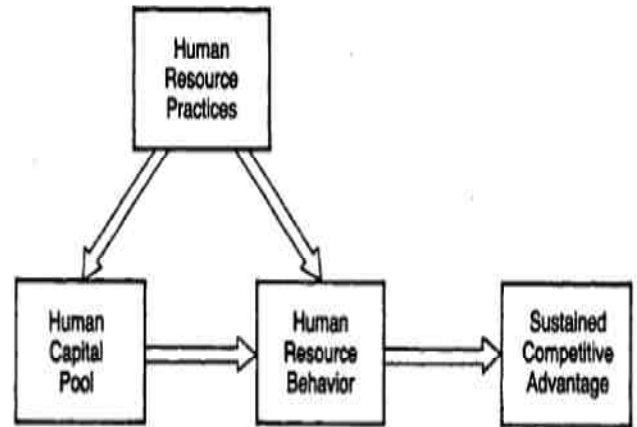 Human
Resource
Practices
Human
Capital
Pool
Human
Resource
Behavior
Sustained
Competitive
Advantage